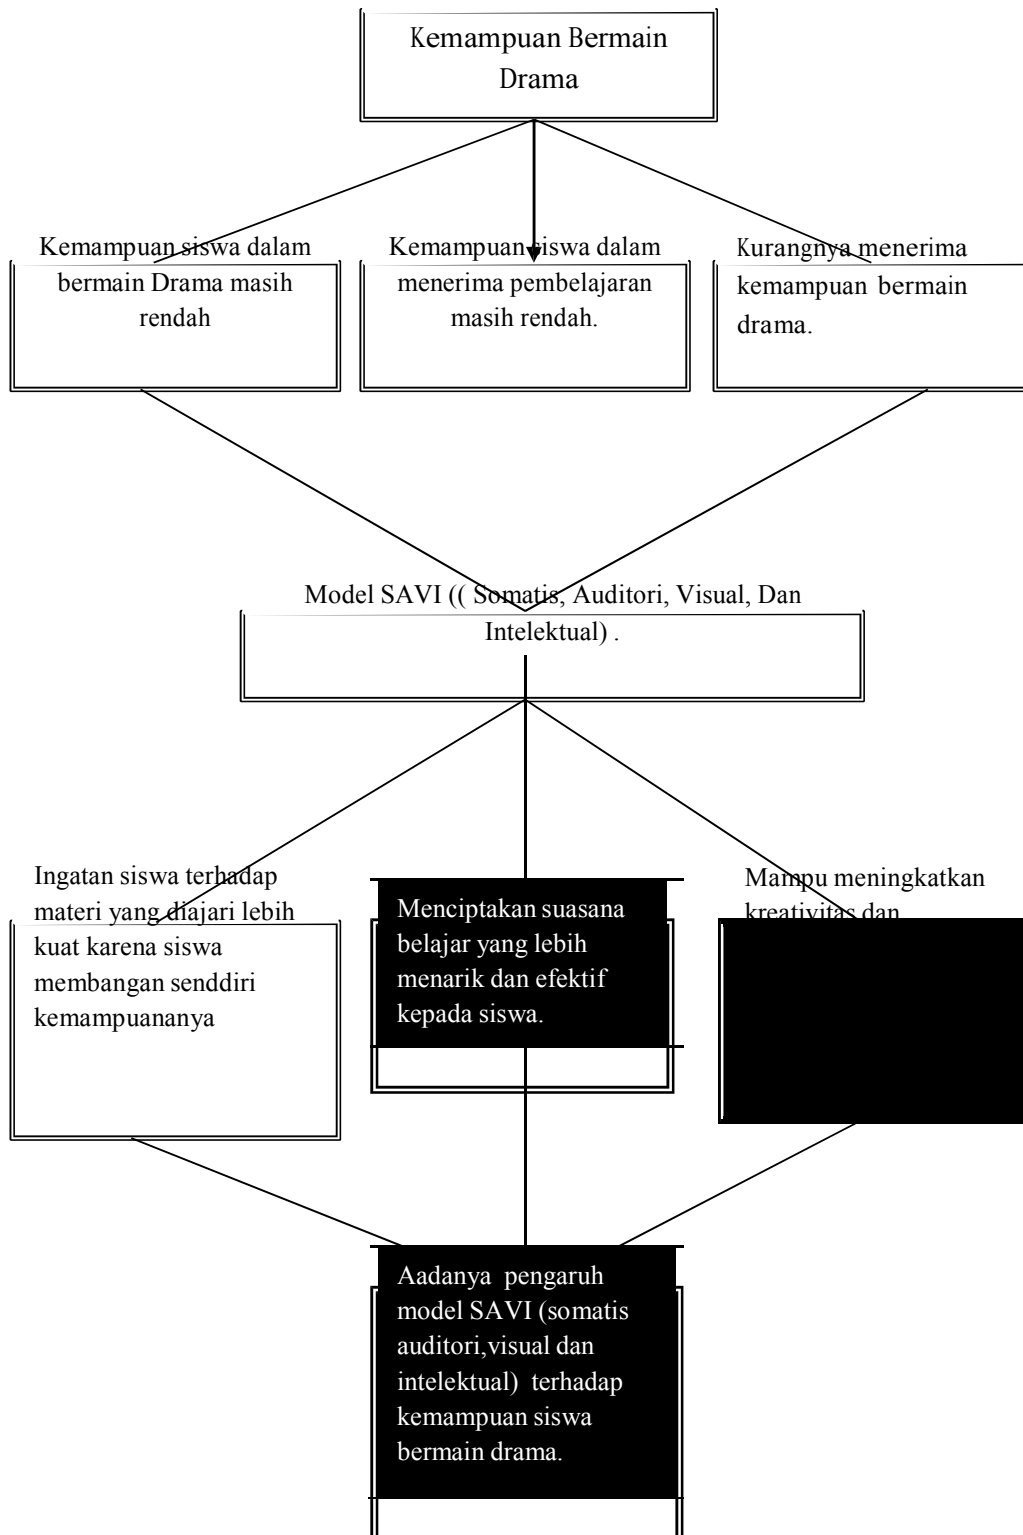 Kemampuan Bermain
Drama
Kemampuan siswa dalam
bermain Drama masih
rendah
Kemampuan siswa dalam
menerima pembelajaran
masih rendah.
Kurangnya menerima
kemampuan bermain
drama.
Model SAVI (( Somatis, Auditori, Visual, Dan
Intelektual) .
Ingatan siswa terhadap
materi yang diajari lebih
kuat karena siswa
membangan senddiri
kemampuananya
Menciptakan suasana
belajar yang lebih
menarik dan efektif
kepada siswa.
Mampu meningkatkan
kreativitas dan
Aadanya pengaruh
model SAVI (somatis
auditori,visual dan
intelektual) terhadap
kemampuan siswa
bermain drama.